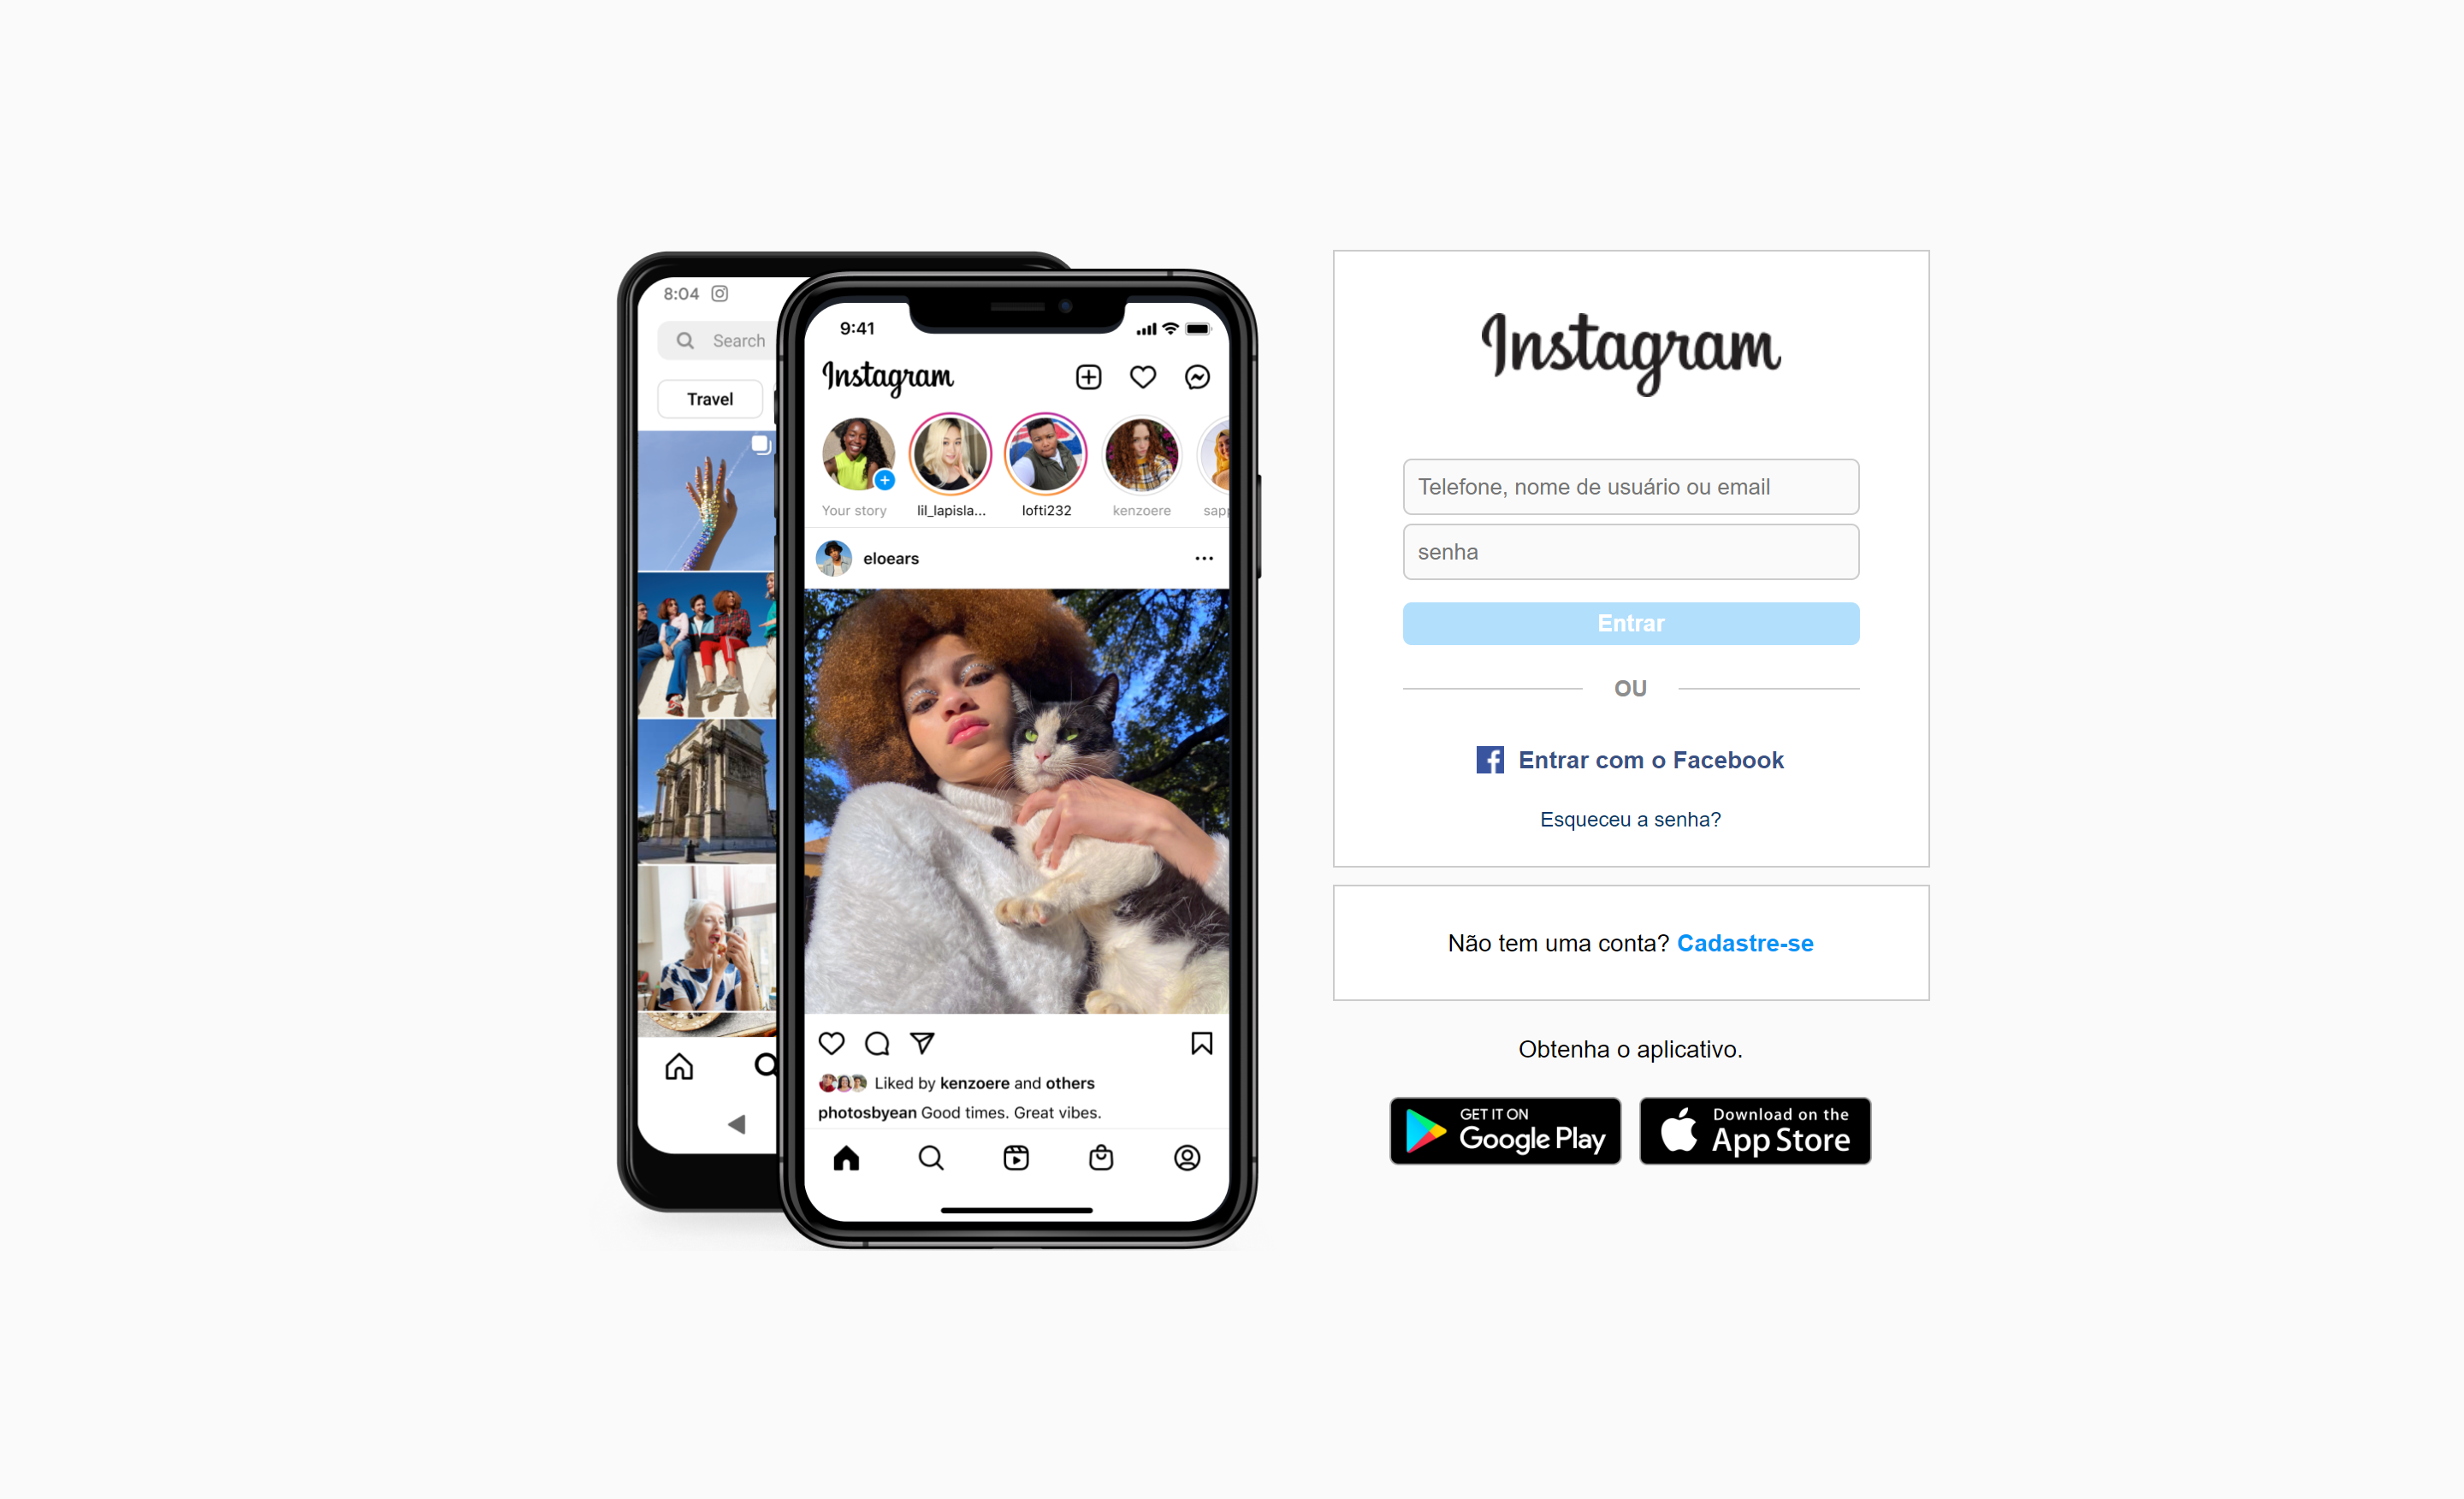 8:04
Search
Travel
9:41
Instagram
Your story
lil_lapisla...
lofti232
kenzoere
eloears
Liked by kenzoere and others
photosbyean Good times. Great vibes.
Instagram
Telefone, nome de usuário ou email
senha
Entrar
OU
Entrar com o Facebook
Esqueceu a senha?
Não tem uma conta? Cadastre-se
Obtenha o aplicativo.
GET IT ON
Google Play
Download on the
App Store